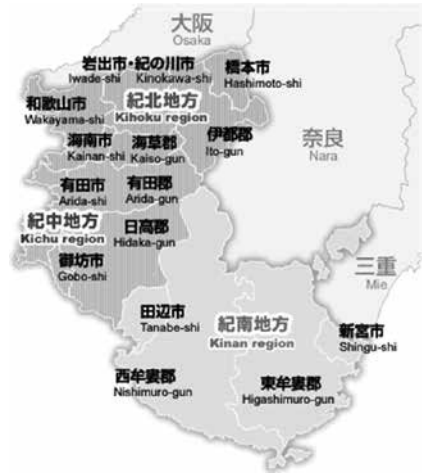 大阪
Osaka
岩出市・紀の川市
Iwade-shi Kinokawa-shi
橋本市
Hashimoto-shi
和歌山市
Wakayama-shi
紀北地方
Kihoku region
海南市
Kainan-shi
海草郡
Kaiso-gun
伊都郡
Ito-gun
奈良
Nara
有田市
Arida-shi
有田郡
Arida-gun
紀中地方
Kichu region
日高郡
Hidaka-gun
御坊市
Gobo-shi
三重
Mie
田辺市
Tanabe-shi
紀南地方
Kinan region
新宮市
Shingu-shi
西牟婁郡
Nishimuro-gun
東牟婁郡
Higashimuro-gun